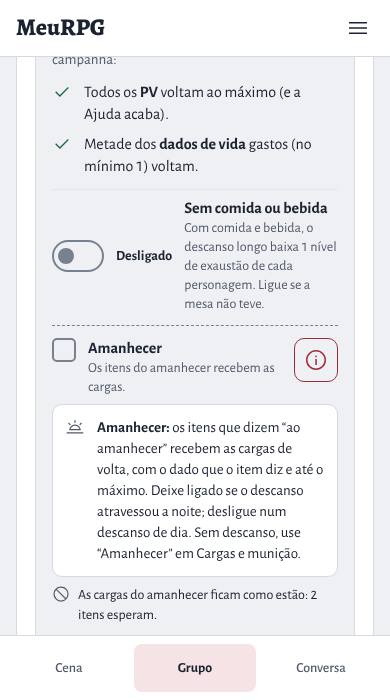 MeuRPG
campanha:
Todos os PV voltam ao máximo (e a
Ajuda acaba).
Metade dos dados de vida gastos (no
mínimo 1) voltam.
Desligado
Sem comida ou bebida
Com comida e bebida, o
descanso longo baixa 1 nível
de exaustão de cada
personagem. Ligue se a
mesa não teve.
Amanhecer
Os itens do amanhecer recebem as
cargas.
Amanhecer: os itens que dizem “ao
amanhecer” recebem as cargas de
volta, com o dado que o item diz e até o
máximo. Deixe ligado se o descanso
atravessou a noite; desligue num
descanso de dia. Sem descanso, use
“Amanhecer” em Cargas e munição.
As cargas do amanhecer ficam como estão: 2
itens esperam.
Cena
Grupo
Conversa